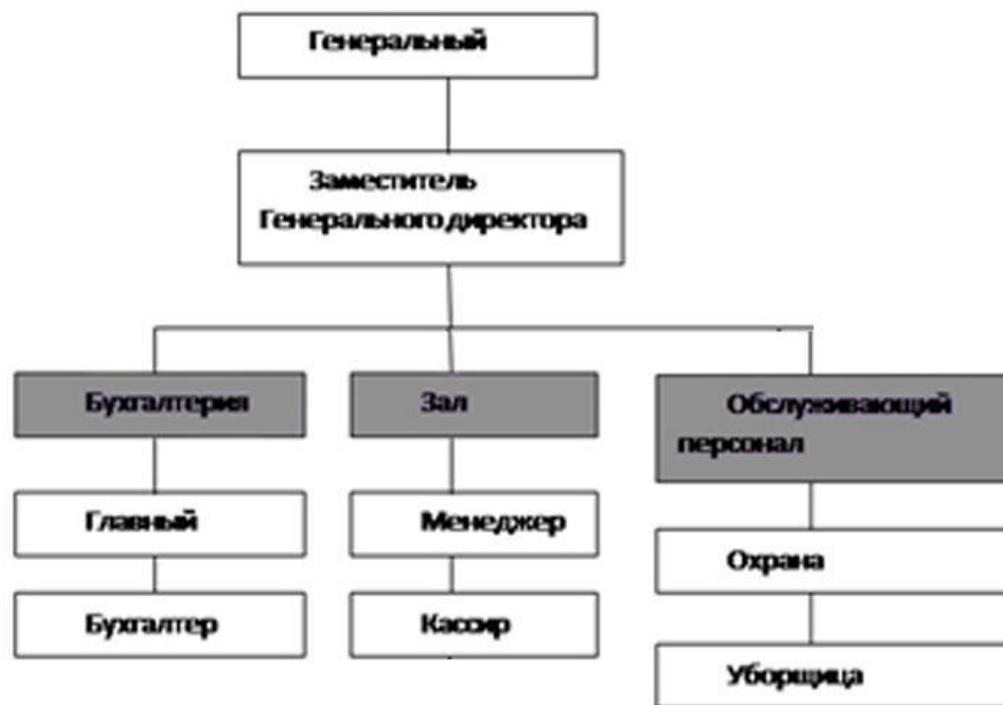 Генеральный
Заместитель
Генерального директора
Бухгалтерия
Зал
Обслуживающий
персонал
Главный
Менеджер
Охрана
Бухгалтер
Кассир
Уборщица